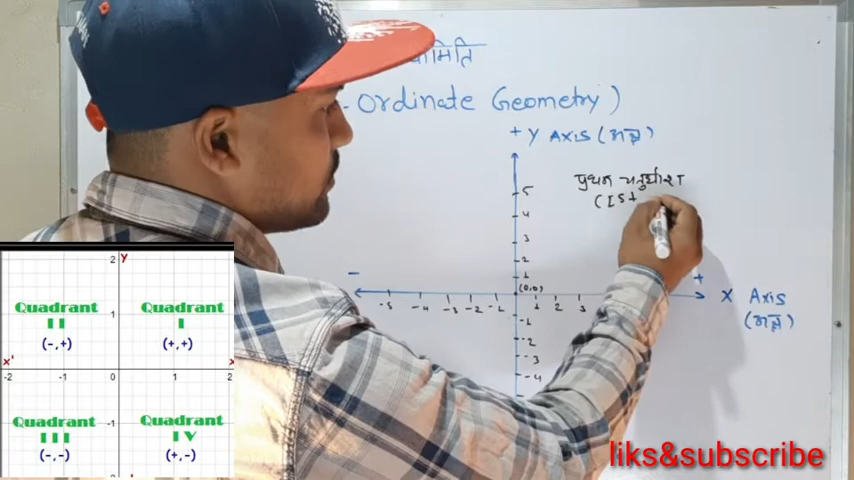 - Ordinate Geometry)
+ Y AXIS (अक्ष)
5
4
3
2
1
प्रथम चतुर्थांश
(Ist
(0,0)
-
+
-5 -4 -3 -2 -1 1 2 3
X Axis
(अक्ष)
-1
-2
-3
-4
2 Y
Quadrant 1 Quadrant
II I
(-,+) (+,+)
X' X
-2 -1 0 1 2
Quadrant -1 Quadrant
III IV
(-,-) (+,-)
liks&subscribe